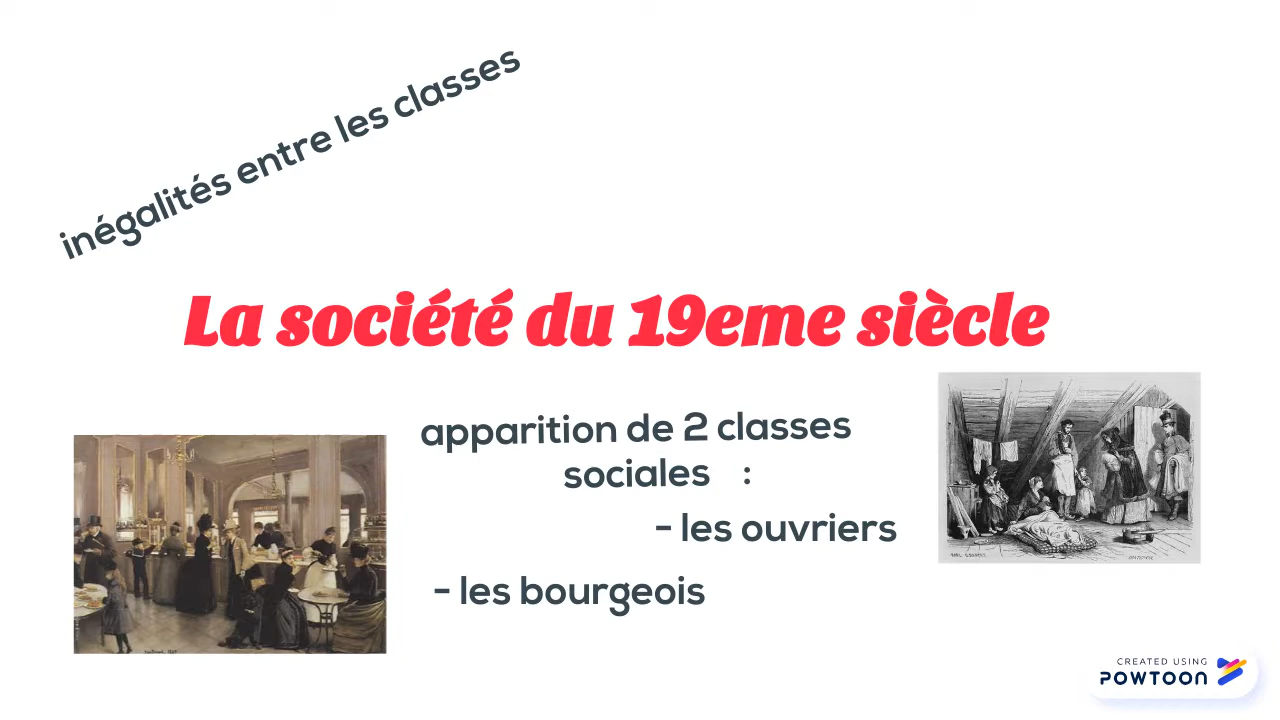 inégalités entre les classes
La société du 19eme siècle
apparition de 2 classes
sociales :
- les ouvriers
- les bourgeois
CREATED USING
POWTOON